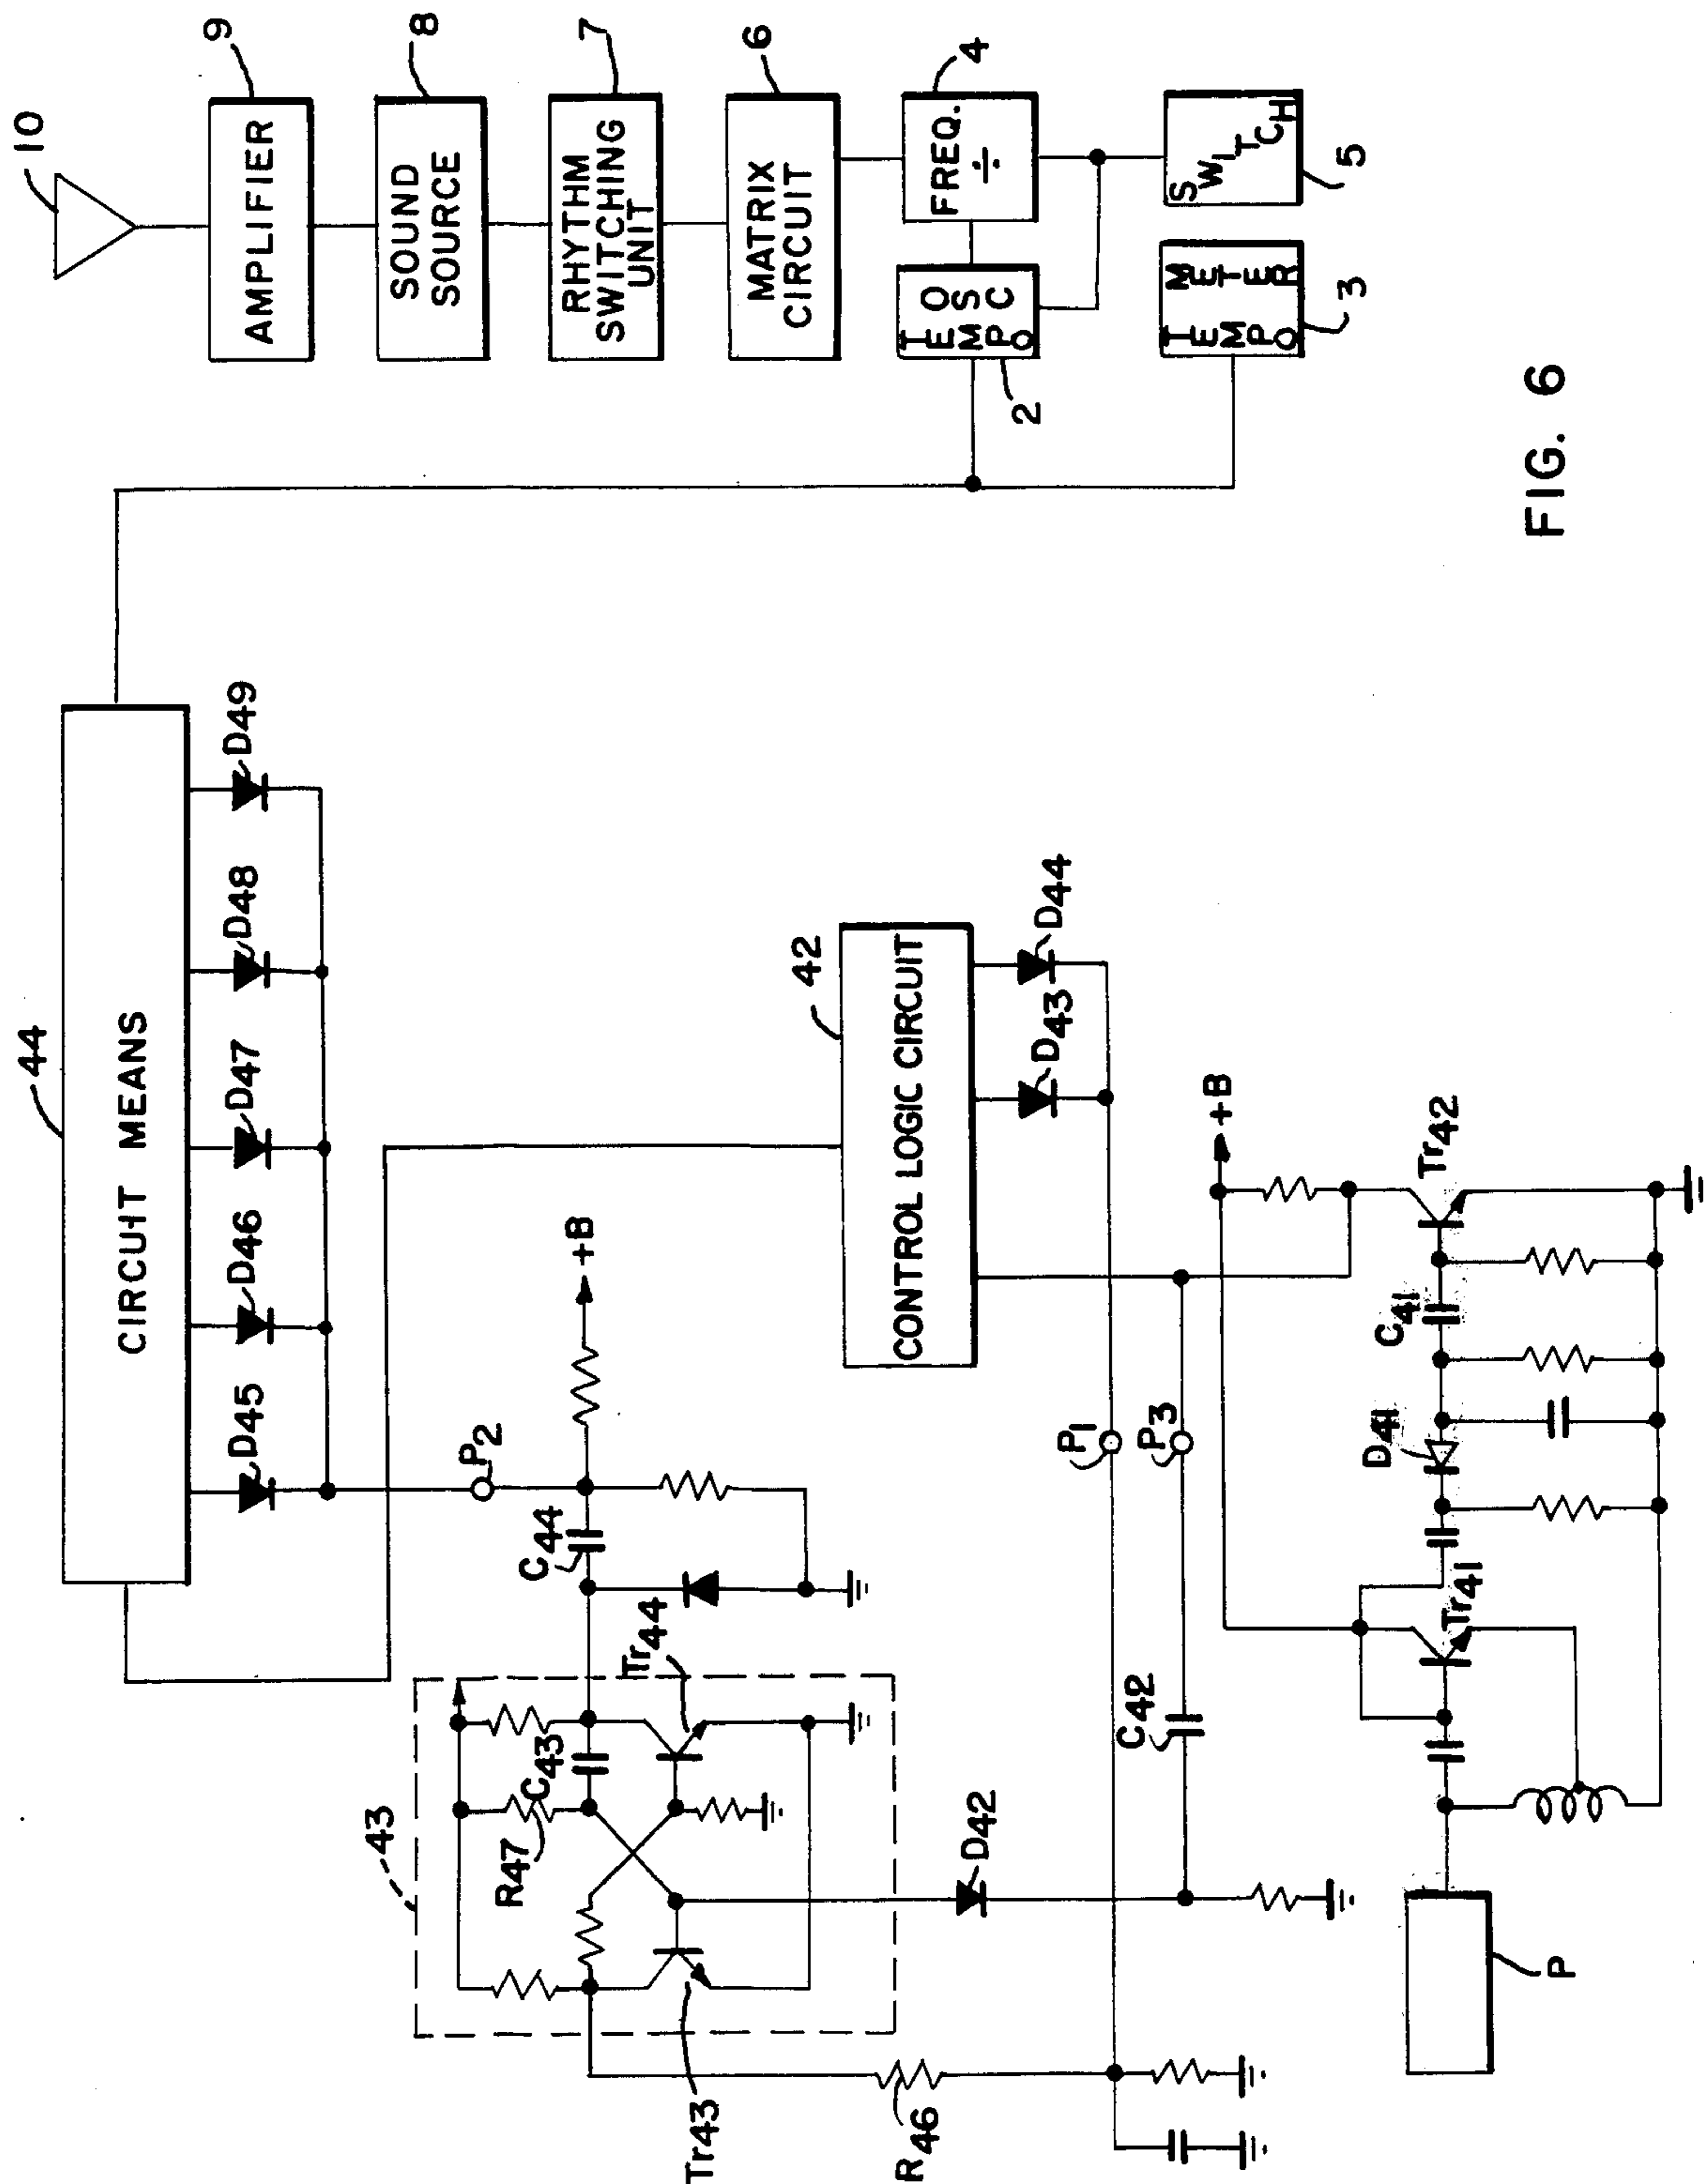 44
CIRCUIT MEANS
D45
D46
D47
D48
D49
P2
+B
C44
43
R47
C43
Tr44
Tr43
R46
D42
C42
P1
P3
42
CONTROL LOGIC CIRCUIT
D43
D44
+B
P
Tr41
D41
C41
Tr42
10
AMPLIFIER
9
SOUND
SOURCE
8
RHYTHM
SWITCHING
UNIT
7
MATRIX
CIRCUIT
6
TEMPO
OSC
2
FREQ.
÷
4
TEMPO
METER
3
SWITCH
5
FIG. 6